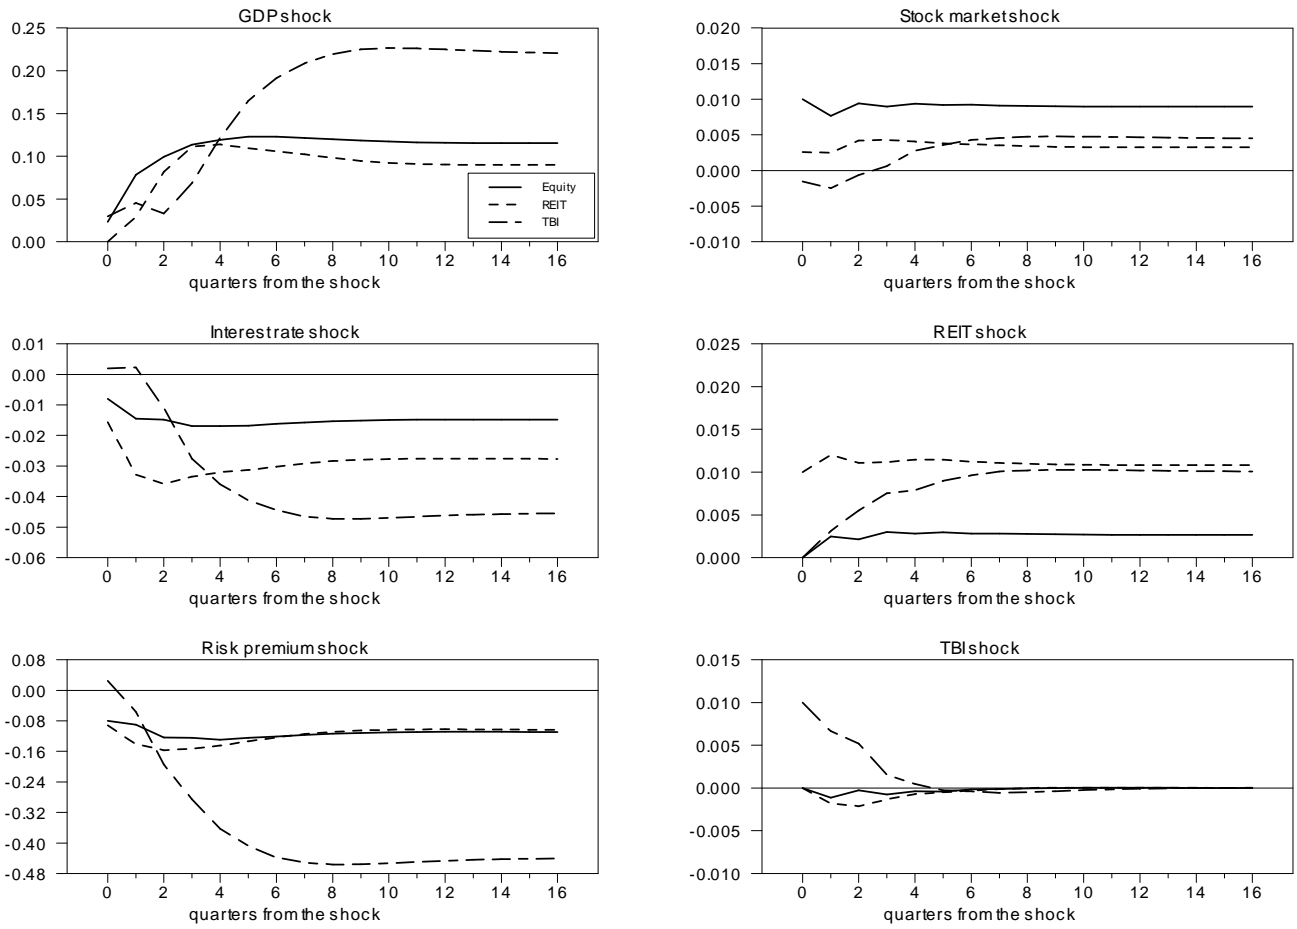 GDP shock
0.25
0.20
0.15
0.10
0.05
0.00
Equity
REIT
TBI
0 2 4 6 8 10 12 14 16
quarters from the shock
Stock market shock
0.020
0.015
0.010
0.005
0.000
-0.005
-0.010
0 2 4 6 8 10 12 14 16
quarters from the shock
Interest rate shock
0.01
0.00
-0.01
-0.02
-0.03
-0.04
-0.05
-0.06
0 2 4 6 8 10 12 14 16
quarters from the shock
REIT shock
0.025
0.020
0.015
0.010
0.005
0.000
0 2 4 6 8 10 12 14 16
quarters from the shock
Risk premium shock
0.08
0.00
-0.08
-0.16
-0.24
-0.32
-0.40
-0.48
0 2 4 6 8 10 12 14 16
quarters from the shock
TBI shock
0.015
0.010
0.005
0.000
-0.005
-0.010
0 2 4 6 8 10 12 14 16
quarters from the shock